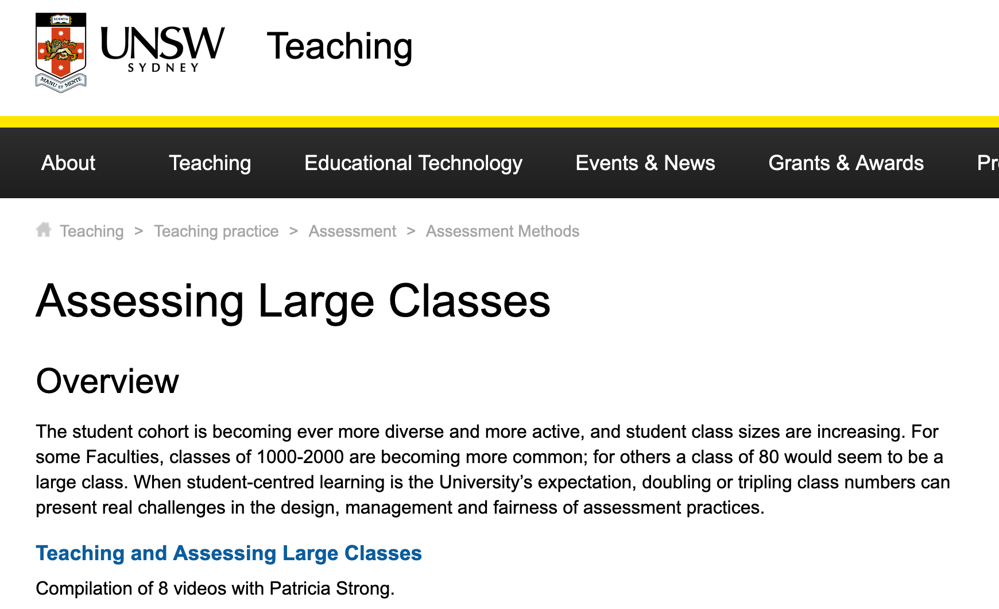 SCIENTIA
MANU ET MENTE
UNSW
SYDNEY
Teaching
About Teaching Educational Technology Events & News Grants & Awards
Teaching > Teaching practice > Assessment > Assessment Methods
Assessing Large Classes
Overview
The student cohort is becoming ever more diverse and more active, and student class sizes are increasing. For
some Faculties, classes of 1000-2000 are becoming more common; for others a class of 80 would seem to be a
large class. When student-centred learning is the University’s expectation, doubling or tripling class numbers can
present real challenges in the design, management and fairness of assessment practices.
Teaching and Assessing Large Classes
Compilation of 8 videos with Patricia Strong.